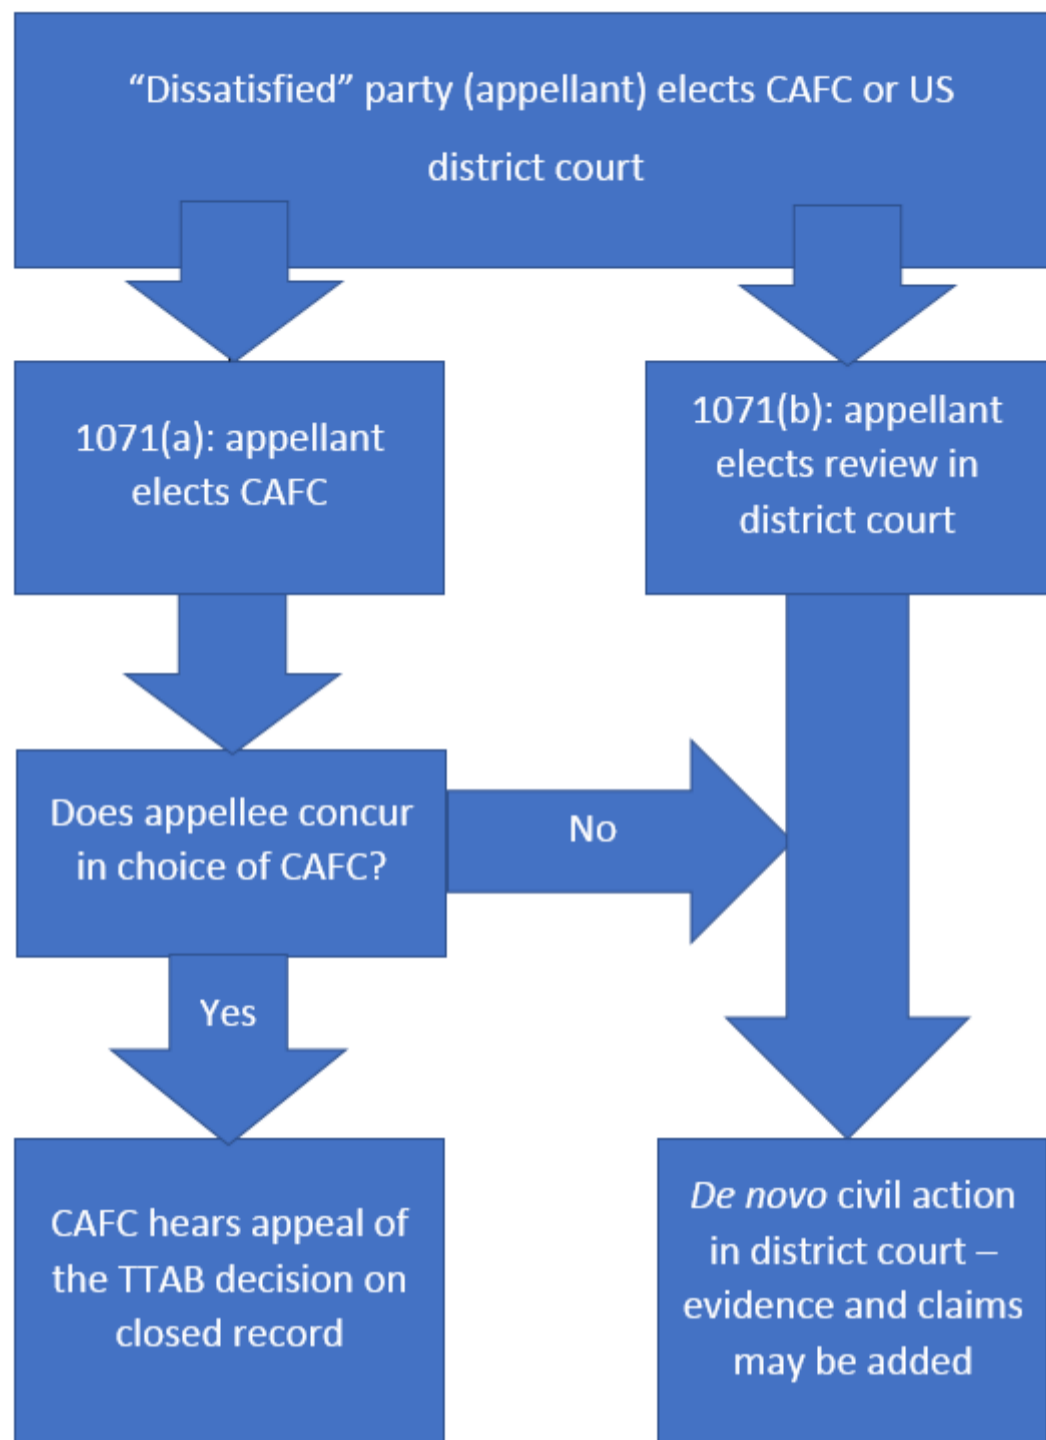 “Dissatisfied” party (appellant) elects CAFC or US
district court
1071(a): appellant
elects CAFC
1071(b): appellant
elects review in
district court
Does appellee concur
in choice of CAFC?
No
Yes
CAFC hears appeal of
the TTAB decision on
closed record
De novo civil action
in district court –
evidence and claims
may be added